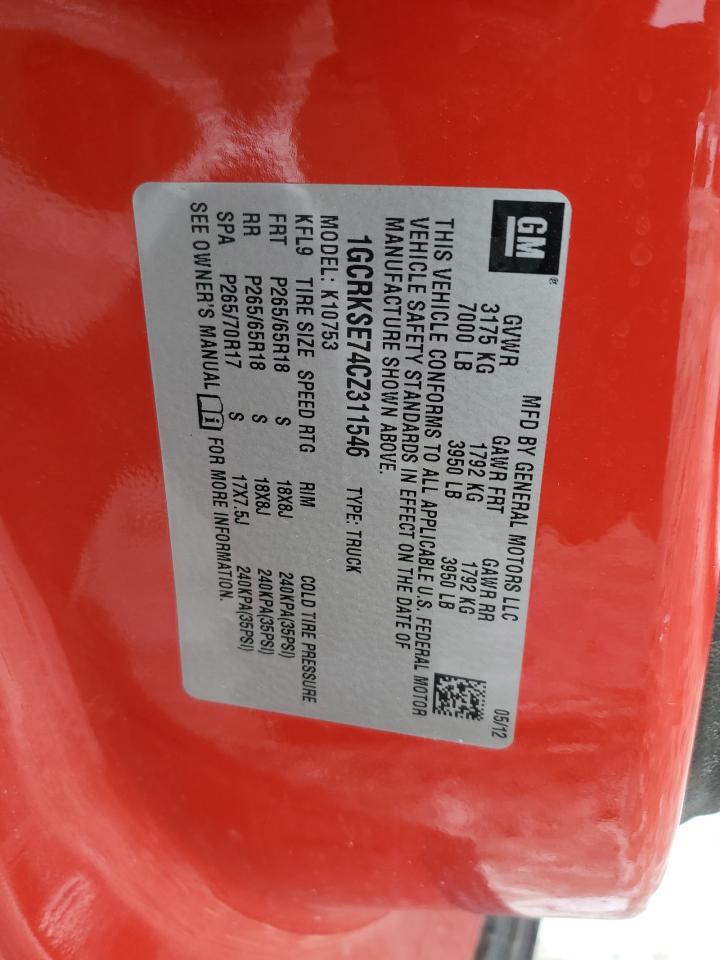 GM®
MFD BY GENERAL MOTORS LLC 05/12
GVWR GAWR FRT GAWR RR
3175 KG 1792 KG 1792 KG
7000 LB 3950 LB 3950 LB
THIS VEHICLE CONFORMS TO ALL APPLICABLE U.S. FEDERAL MOTOR
VEHICLE SAFETY STANDARDS IN EFFECT ON THE DATE OF
MANUFACTURE SHOWN ABOVE.
1GCRKSE74CZ311546 TYPE: TRUCK
MODEL: K10753
KFL9 TIRE SIZE SPEED RTG RIM COLD TIRE PRESSURE
FRT P265/65R18 S 18X8J 240KPA(35PSI)
RR P265/65R18 S 18X8J 240KPA(35PSI)
SPA P265/70R17 S 17X7.5J 240KPA(35PSI)
SEE OWNER'S MANUAL FOR MORE INFORMATION.